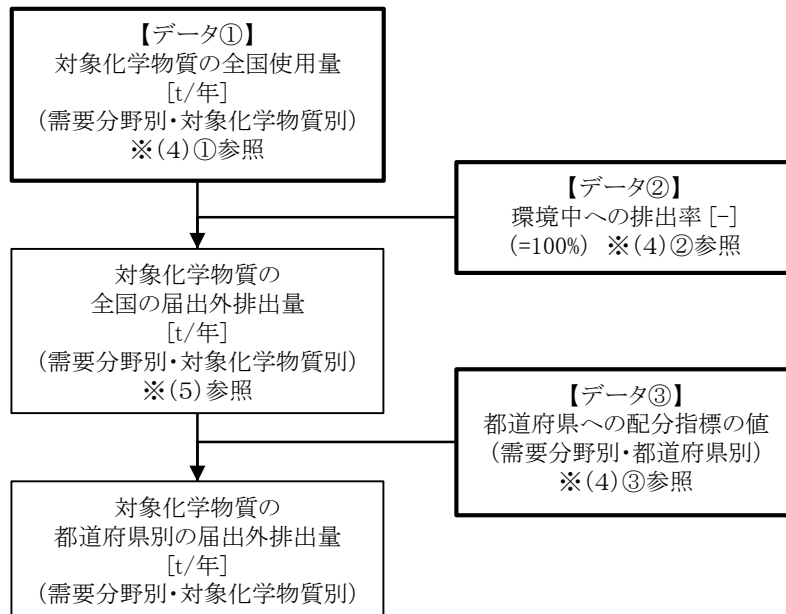 【データ①】
対象化学物質の全国使用量
[t/年]
(需要分野別・対象化学物質別)
※(4)①参照
【データ②】
環境中への排出率 [-]
(=100%) ※(4)②参照
対象化学物質の
全国の届出外排出量
[t/年]
(需要分野別・対象化学物質別)
※(5)参照
【データ③】
都道府県への配分指標の値
(需要分野別・都道府県別)
※(4)③参照
対象化学物質の
都道府県別の届出外排出量
[t/年]
(需要分野別・対象化学物質別)